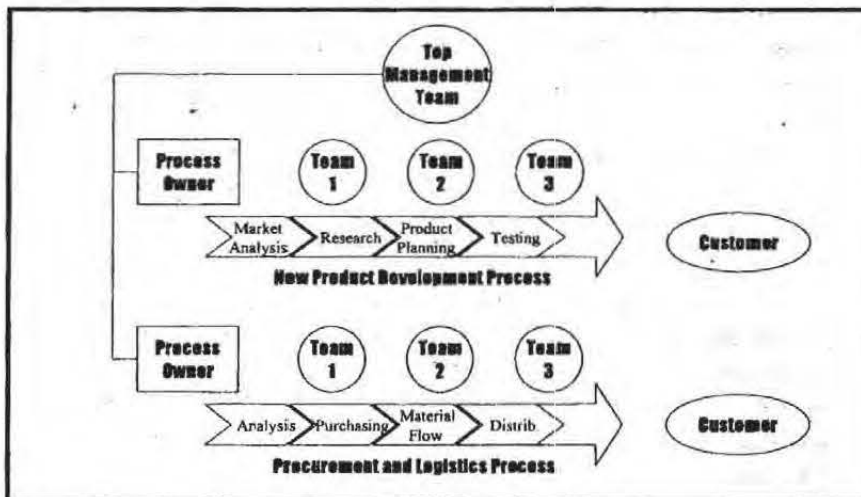 Top
Management
Team
Process
Owner
Team
1
Team
2
Team
3
Market
Analysis
Research
Product
Planning
Testing
Customer
New Product Development Process
Process
Owner
Team
1
Team
2
Team
3
Analysis
Purchasing
Material
Flow
Distrib
Customer
Procurement and Logistics Process